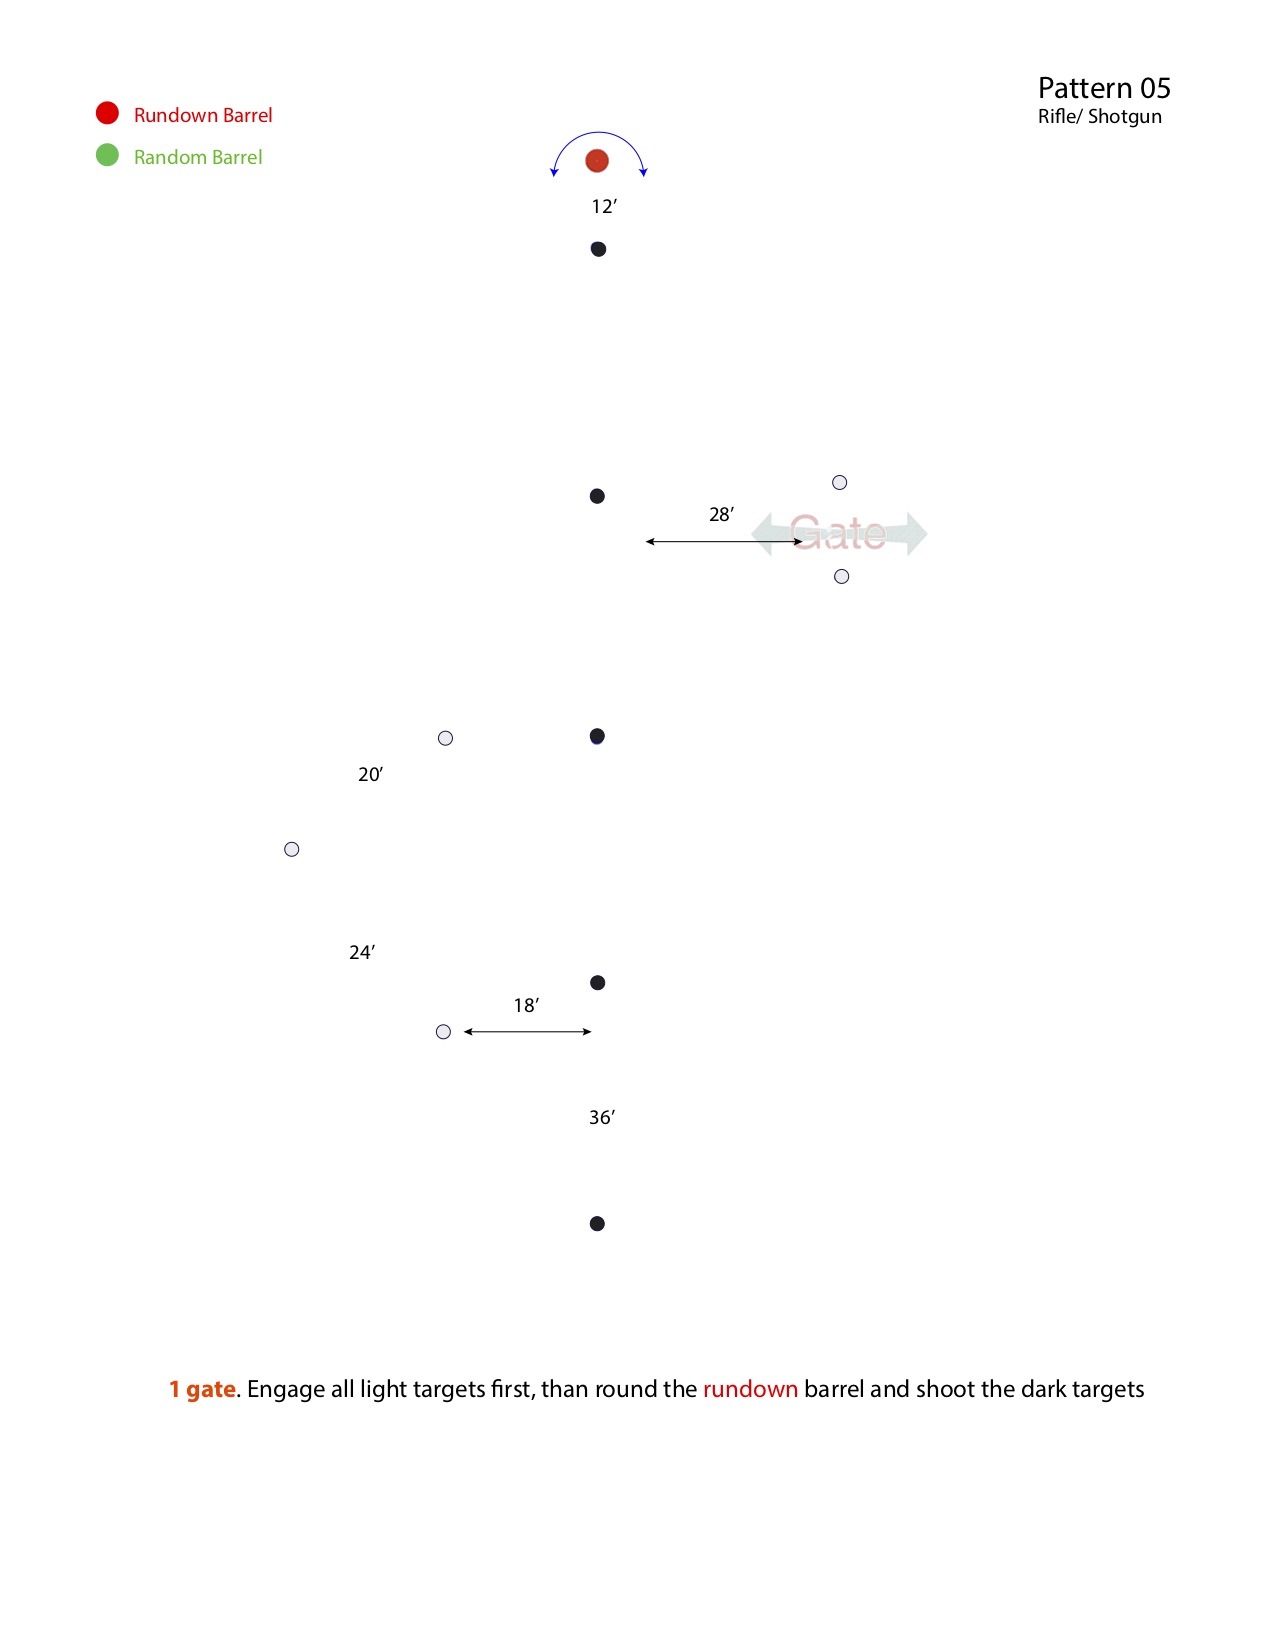 Pattern 05
Rifle/ Shotgun
Rundown Barrel
Random Barrel
12’
28’
Gate
20’
24’
18’
36’
1 gate. Engage all light targets first, than round the rundown barrel and shoot the dark targets